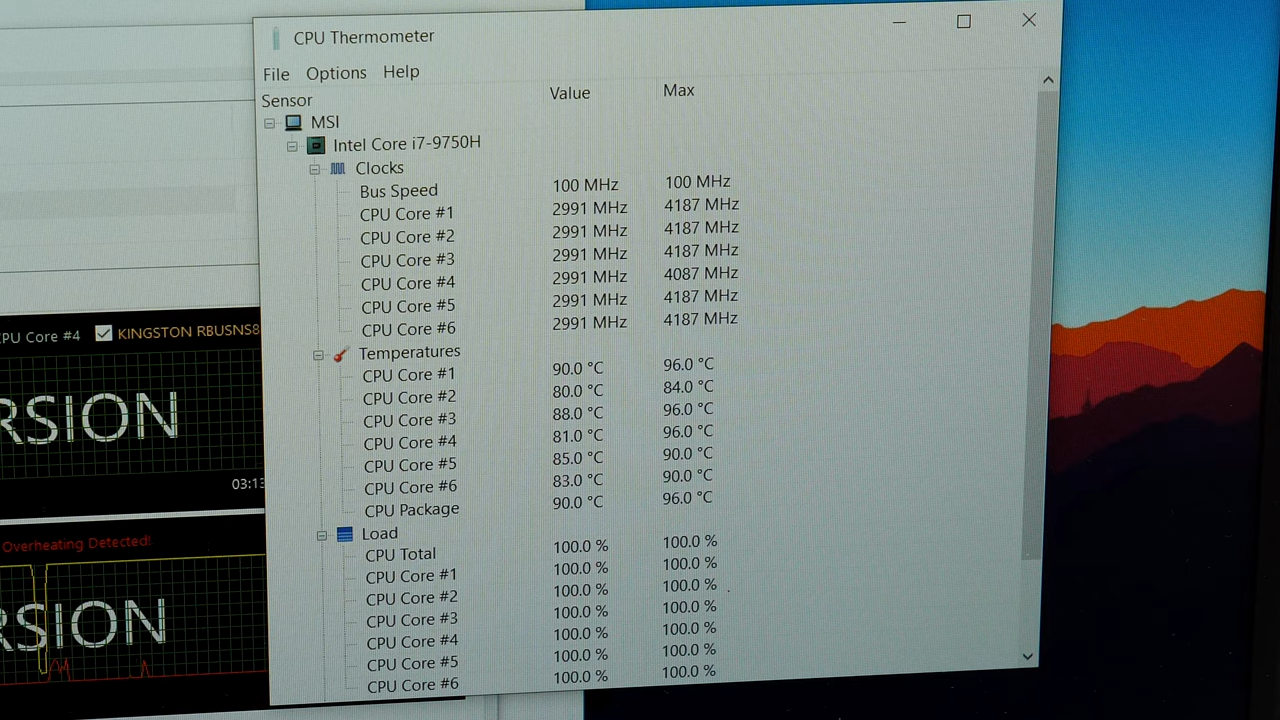 CPU Thermometer
File Options Help
Sensor Value Max
MSI
Intel Core i7-9750H
Clocks
Bus Speed 100 MHz 100 MHz
CPU Core #1 2991 MHz 4187 MHz
CPU Core #2 2991 MHz 4187 MHz
CPU Core #3 2991 MHz 4187 MHz
CPU Core #4 2991 MHz 4087 MHz
CPU Core #5 2991 MHz 4187 MHz
CPU Core #6 2991 MHz 4187 MHz
Temperatures
CPU Core #1 90.0 °C 96.0 °C
CPU Core #2 80.0 °C 84.0 °C
CPU Core #3 88.0 °C 96.0 °C
CPU Core #4 81.0 °C 96.0 °C
CPU Core #5 85.0 °C 90.0 °C
CPU Core #6 83.0 °C 90.0 °C
CPU Package 90.0 °C 96.0 °C
Load
CPU Total 100.0 % 100.0 %
CPU Core #1 100.0 % 100.0 %
CPU Core #2 100.0 % 100.0 %
CPU Core #3 100.0 % 100.0 %
CPU Core #4 100.0 % 100.0 %
CPU Core #5 100.0 % 100.0 %
CPU Core #6 100.0 % 100.0 %
CPU Core #4 KINGSTON RBUSNS8
RSION
03:13
Overheating Detected!
RSION